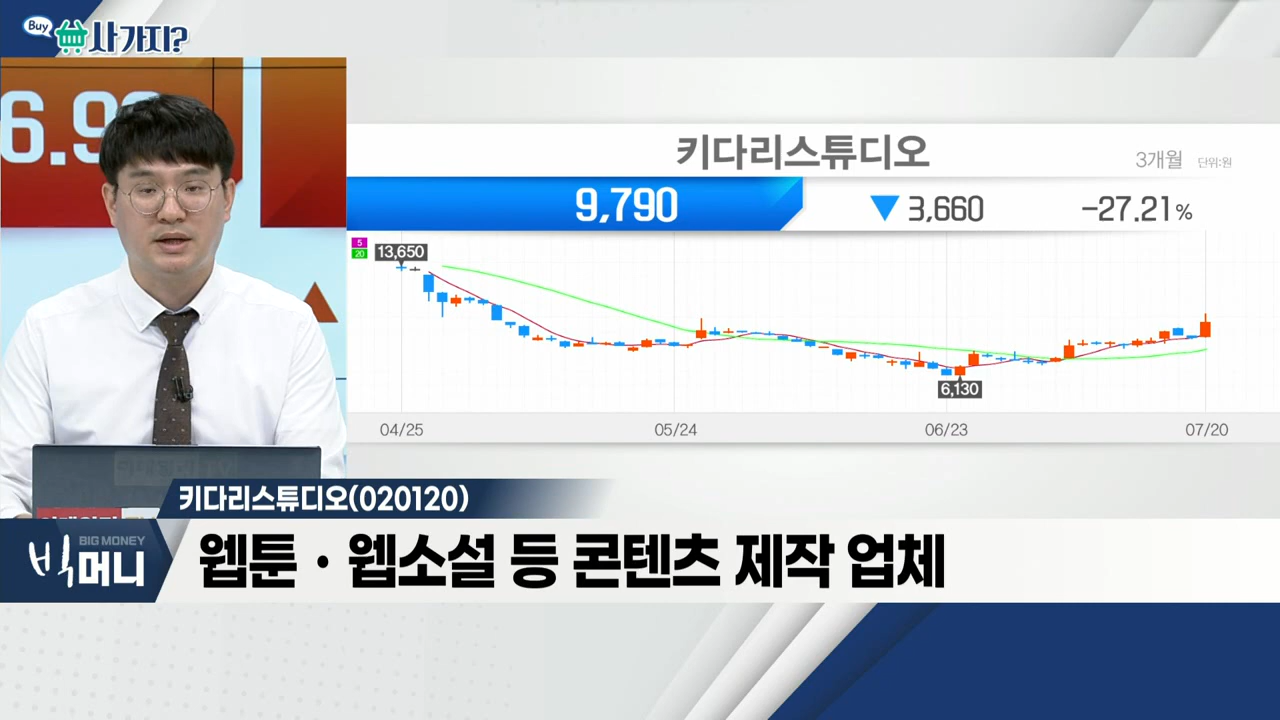 Buy 사가지?
6.9
키다리스튜디오
3개월 단위:원
9,790 ▼ 3,660 -27.21%
5
20
13,650
6,130
04/25 05/24 06/23 07/20
키다리스튜디오(020120)
BIG MONEY
빅머니
웹툰·웹소설 등 콘텐츠 제작 업체